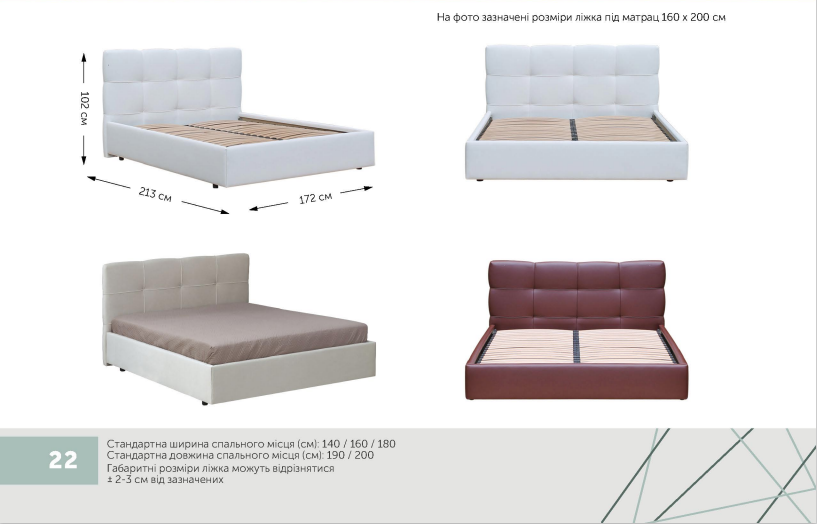 На фото зазначені розміри ліжка під матрац 160 х 200 см
102 см
213 см
172 см
22
Стандартна ширина спального місця (см): 140 / 160 / 180
Стандартна довжина спального місця (см): 190 / 200
Габаритні розміри ліжка можуть відрізнятися
± 2-3 см від зазначених